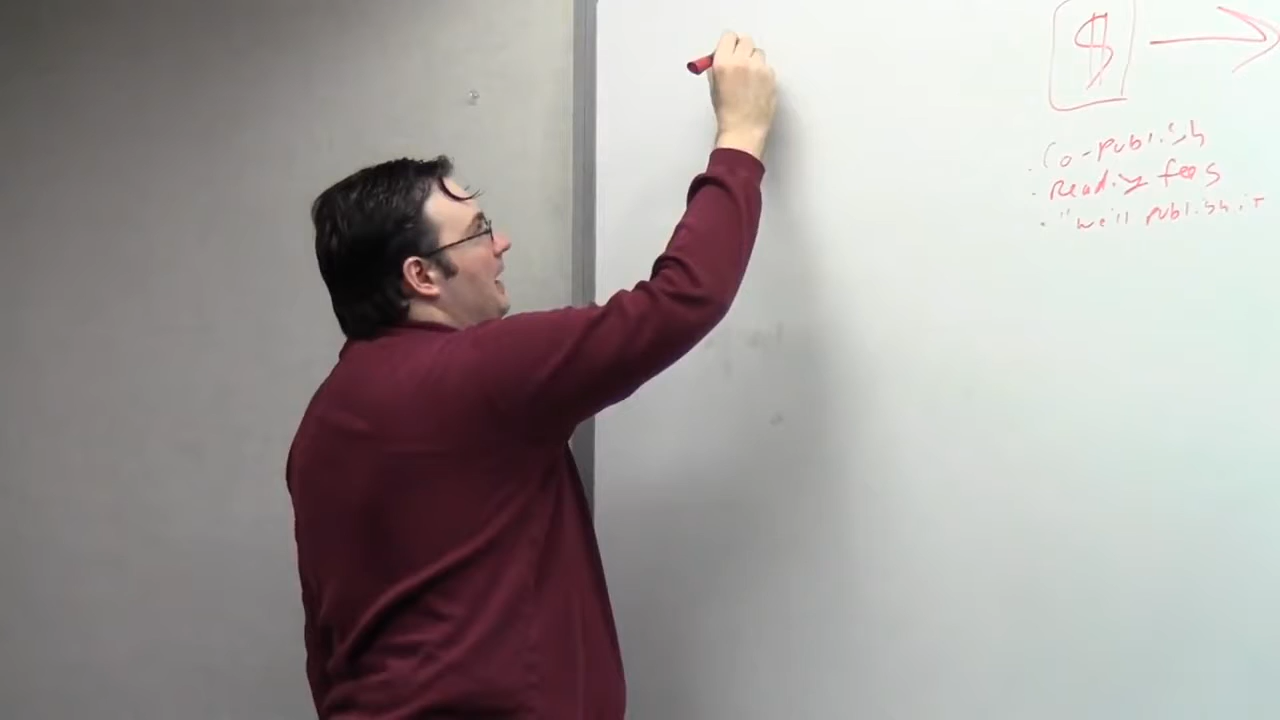 $
· Co-publish
· Reading fees
· "we'll publish it